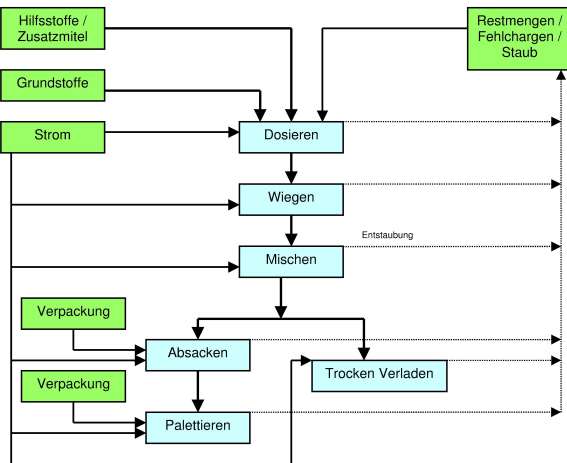 Hilfsstoffe /
Zusatzmitel
Restmengen /
Fehlchargen /
Staub
Grundstoffe
Strom
Dosieren
Wiegen
Entstaubung
Mischen
Verpackung
Absacken
Trocken Verladen
Verpackung
Palettieren